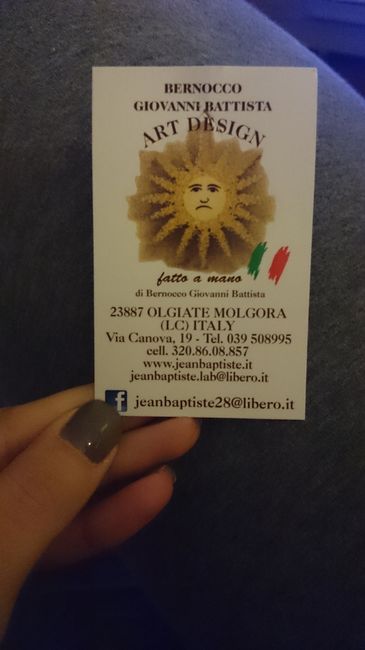 BERNOCCO
GIOVANNI BATTISTA
ART DESIGN
fatto a mano
di Bernocco Giovanni Battista
23887 OLGIATE MOLGORA
(LC) ITALY
Via Canova, 19 - Tel. 039 508995
cell. 320.86.08.857
www.jeanbaptiste.it
jeanbaptiste.lab@libero.it
f jeanbaptiste28@libero.it